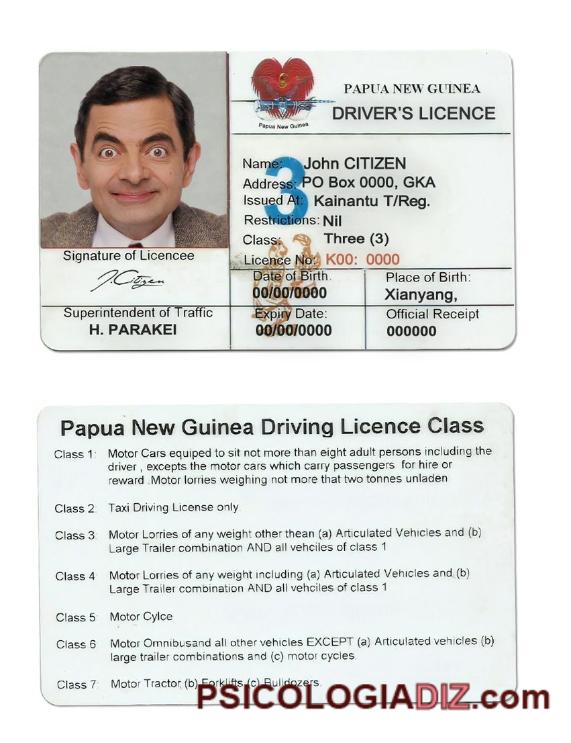 PAPUA NEW GUINEA
DRIVER'S LICENCE
Papua New Guinea
3
Name: John CITIZEN
Address: PO Box 0000, GKA
Issued At: Kainantu T/Reg.
Restrictions: Nil
Class: Three (3)
Licence No: K00: 0000
Signature of Licencee
J.Citzen
Date of Birth.
00/00/0000
Place of Birth:
Xianyang,
Superintendent of Traffic
H. PARAKEI
Expiry Date:
00/00/0000
Official Receipt
000000
Papua New Guinea Driving Licence Class
Class 1: Motor Cars equiped to sit not more than eight adult persons including the
driver , excepts the motor cars which carry passengers for hire or
reward .Motor lorries weighing not more that two tonnes unladen
Class 2: Taxi Driving License only
Class 3: Motor Lorries of any weight other thean (a) Articulated Vehicles and (b)
Large Trailer combination AND all vehciles of class 1
Class 4 Motor Lorries of any weight including (a) Articulated Vehicles and,(b)
Large Trailer combination AND all vehciles of class 1
Class 5: Motor Cylce
Class 6 Motor Omnibusand all other vehicles EXCEPT (a) Articulated vehicles (b)
large trailer combinations and (c) motor cycles.
Class 7: Motor Tractor (b) Forklifts (c) Bulldozers
PSICOLOGIADIZ.com